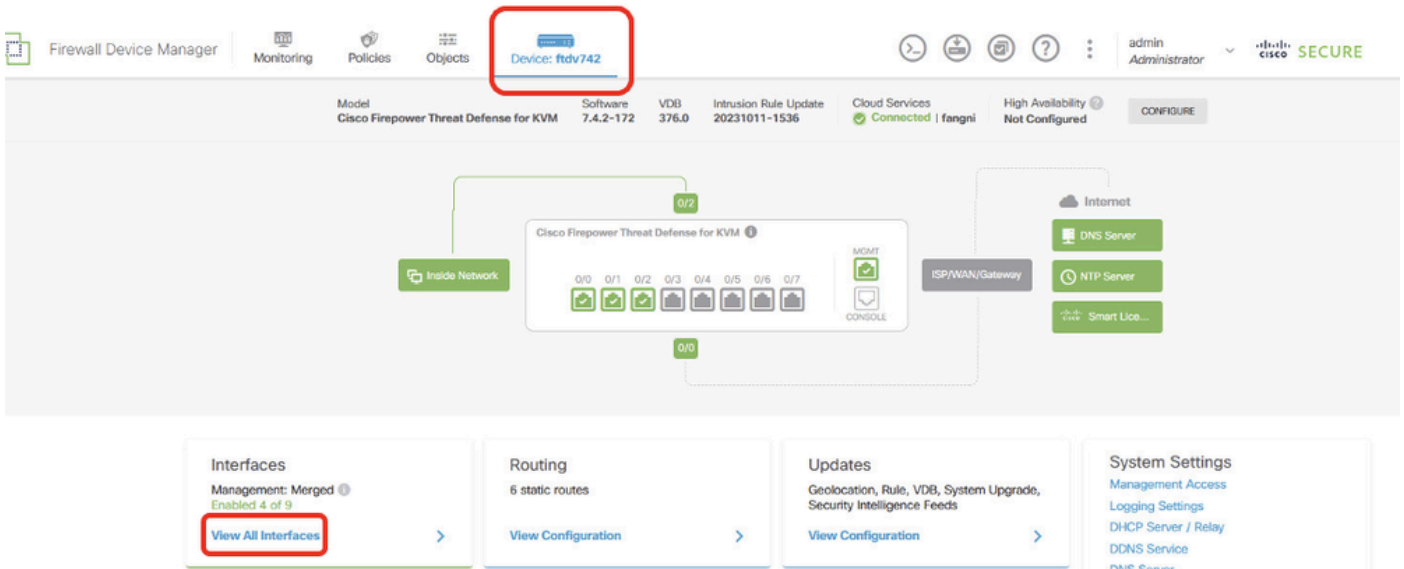 Firewall Device Manager
Monitoring
Policies
Objects
Device: ftdv742
admin
Administrator
cisco SECURE
Model
Cisco Firepower Threat Defense for KVM
Software
7.4.2-172
VDB
376.0
Intrusion Rule Update
20231011-1536
Cloud Services
Connected | fangni
High Availability ?
Not Configured
CONFIGURE
0/2
Internet
Cisco Firepower Threat Defense for KVM
DNS Server
MGMT
Inside Network
0/0 0/1 0/2 0/3 0/4 0/5 0/6 0/7
ISP/WAN/Gateway
NTP Server
CONSOLE
cisco Smart Lice...
0/0
Interfaces
Management: Merged
Enabled 4 of 9
View All Interfaces
Routing
6 static routes
View Configuration
Updates
Geolocation, Rule, VDB, System Upgrade,
Security Intelligence Feeds
View Configuration
System Settings
Management Access
Logging Settings
DHCP Server / Relay
DDNS Service
DNS Server